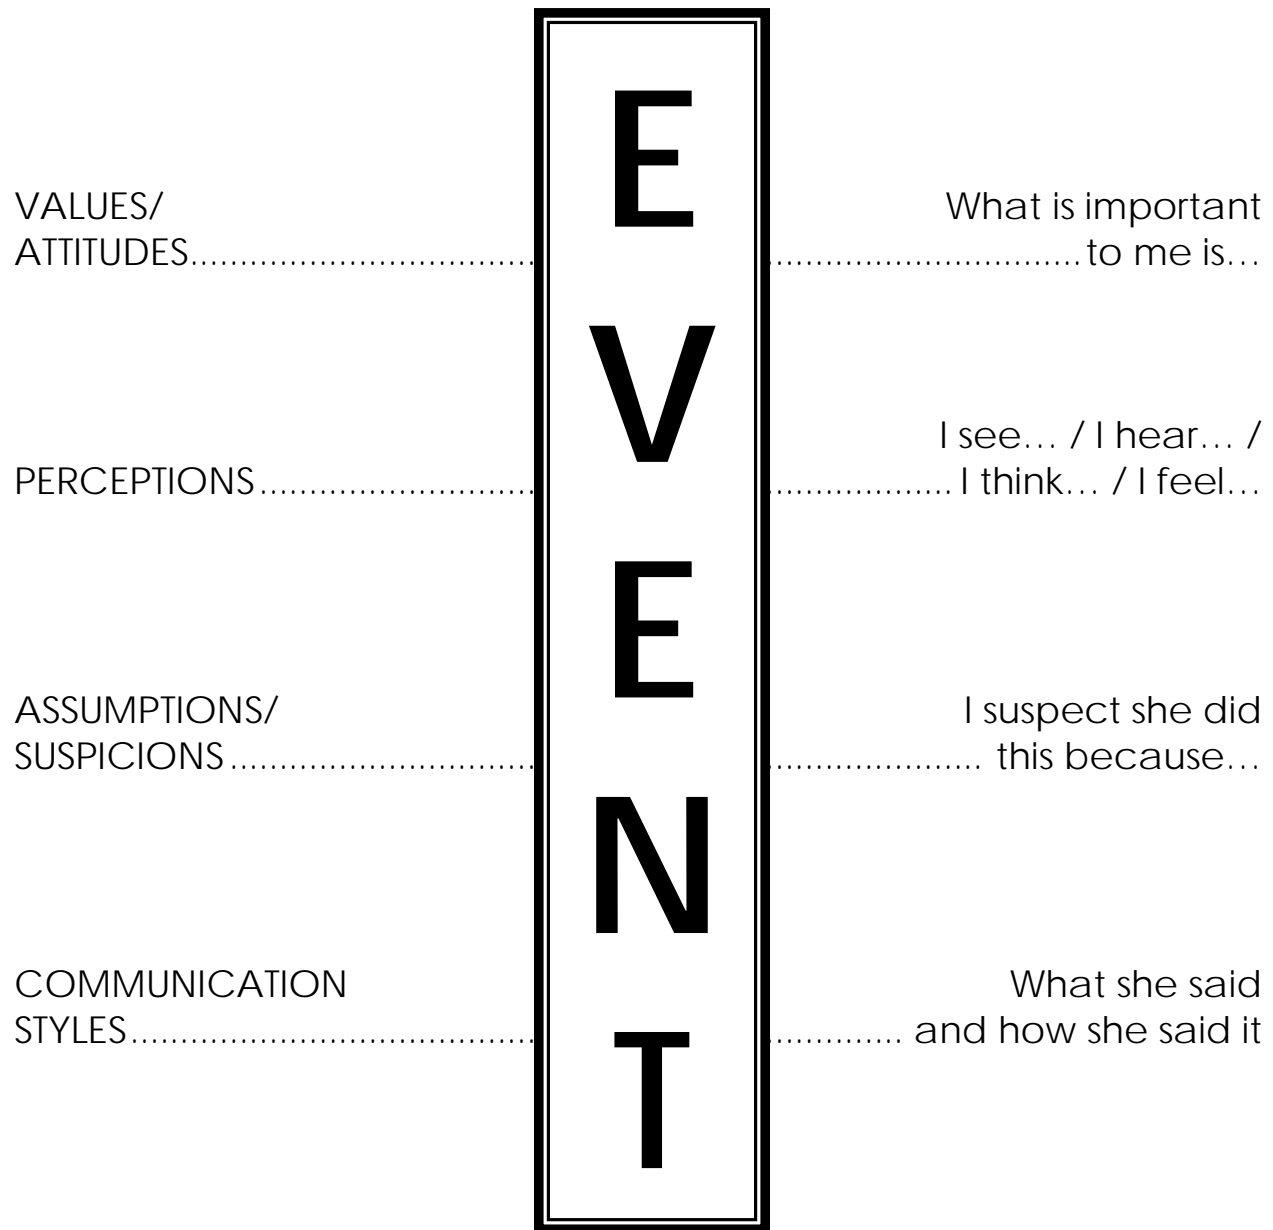 E
V
E
N
T
VALUES/
ATTITUDES.................................. ...............................to me is…
What is important
PERCEPTIONS........................... ...................I think… / I feel…
I see… / I hear… /
ASSUMPTIONS/
SUSPICIONS............................... ..................... this because…
I suspect she did
COMMUNICATION
STYLES........................................ ............. and how she said it
What she said